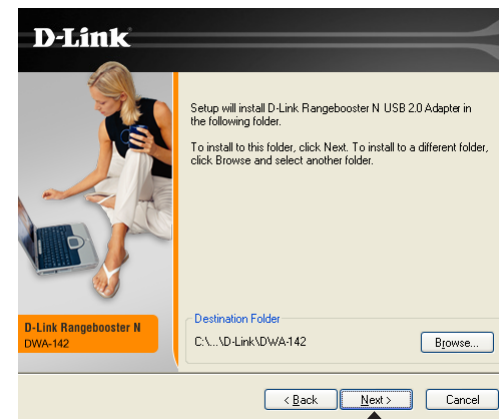 D-Link
Setup will install D-Link Rangebooster N USB 2.0 Adapter in
the following folder.
To install to this folder, click Next. To install to a different folder,
click Browse and select another folder.
D-Link Rangebooster N
DWA-142
Destination Folder
C:\...\D-Link\DWA-142
Browse...
< Back
Next >
Cancel